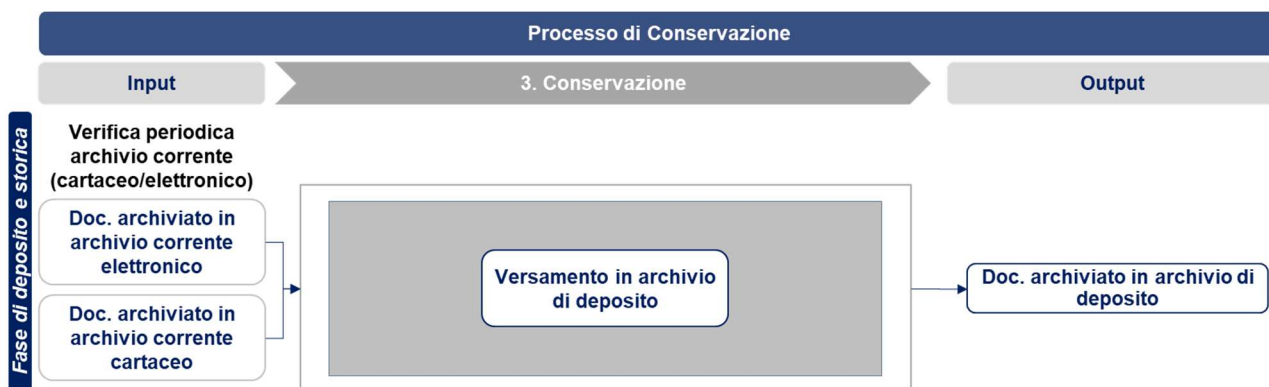 Processo di Conservazione
Input
3. Conservazione
Output
Fase di deposito e storica
Verifica periodica
archivio corrente
(cartaceo/elettronico)
Doc. archiviato in
archivio corrente
elettronico
Doc. archiviato in
archivio corrente
cartaceo
Versamento in archivio
di deposito
Doc. archiviato in archivio di
deposito